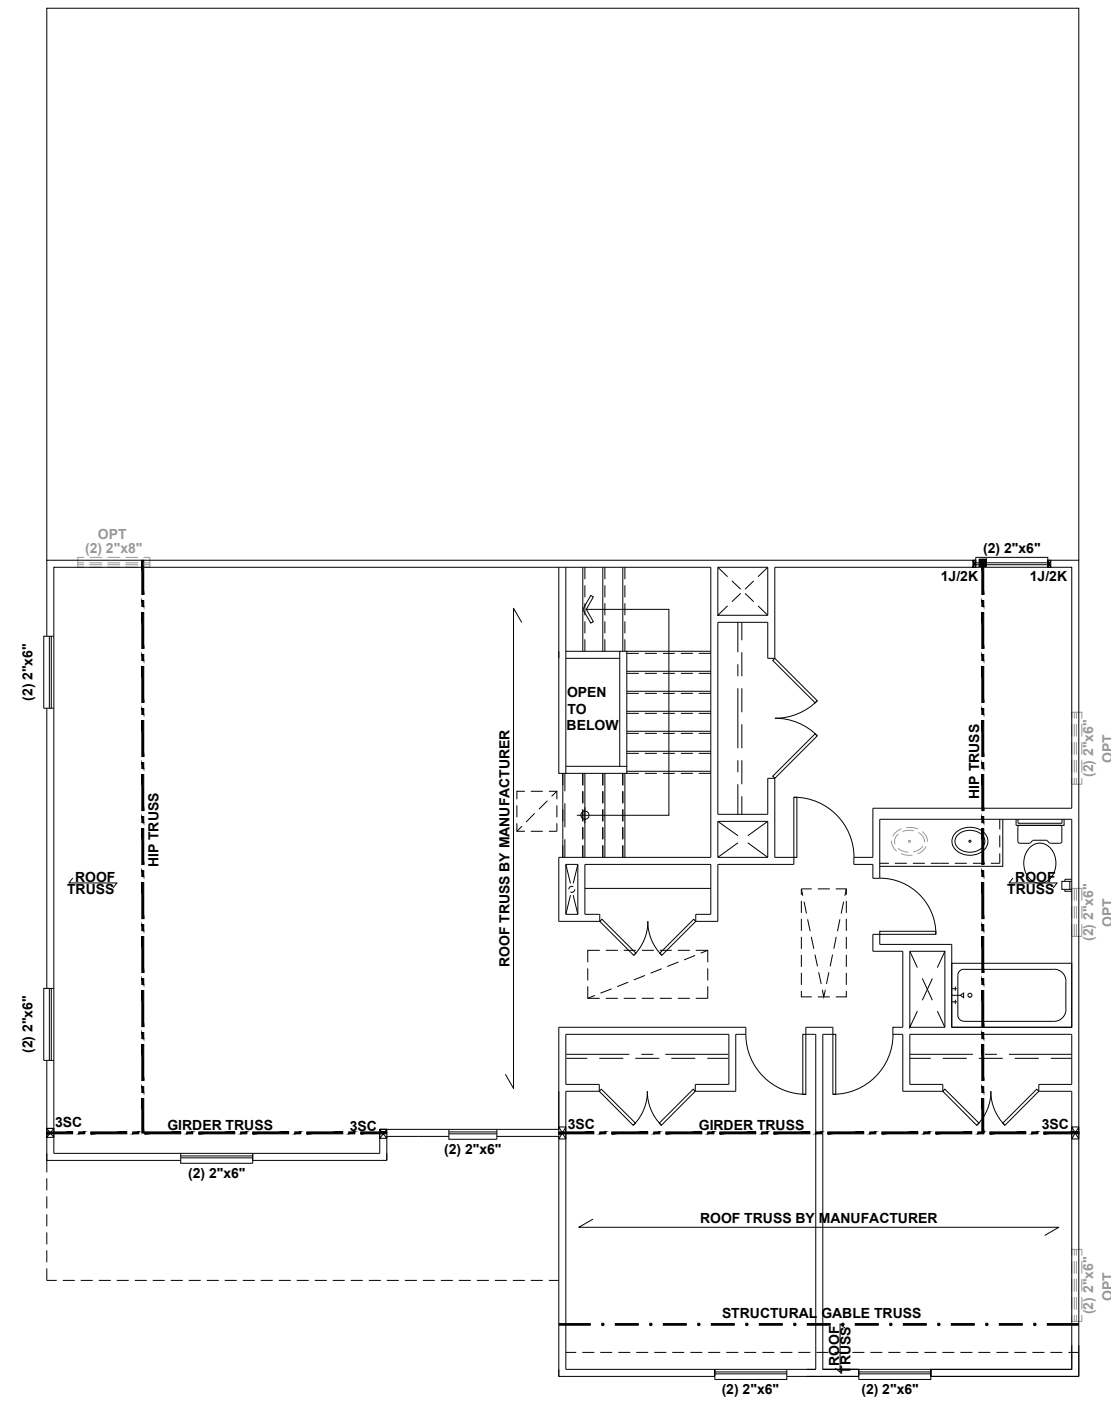 OPT
(2) 2"x8"
(2) 2"x6"
1J/2K
1J/2K
(2) 2"x6"
OPEN
TO
BELOW
(2) 2"x6"
OPT
HIP TRUSS
ROOF TRUSS BY MANUFACTURER
HIP TRUSS
ROOF
TRUSS
ROOF
TRUSS
(2) 2"x6"
OPT
(2) 2"x6"
3SC
GIRDER TRUSS
3SC
3SC
GIRDER TRUSS
3SC
(2) 2"x6"
(2) 2"x6"
ROOF TRUSS BY MANUFACTURER
(2) 2"x6"
OPT
STRUCTURAL GABLE TRUSS
ROOF
TRUSS
(2) 2"x6"
(2) 2"x6"